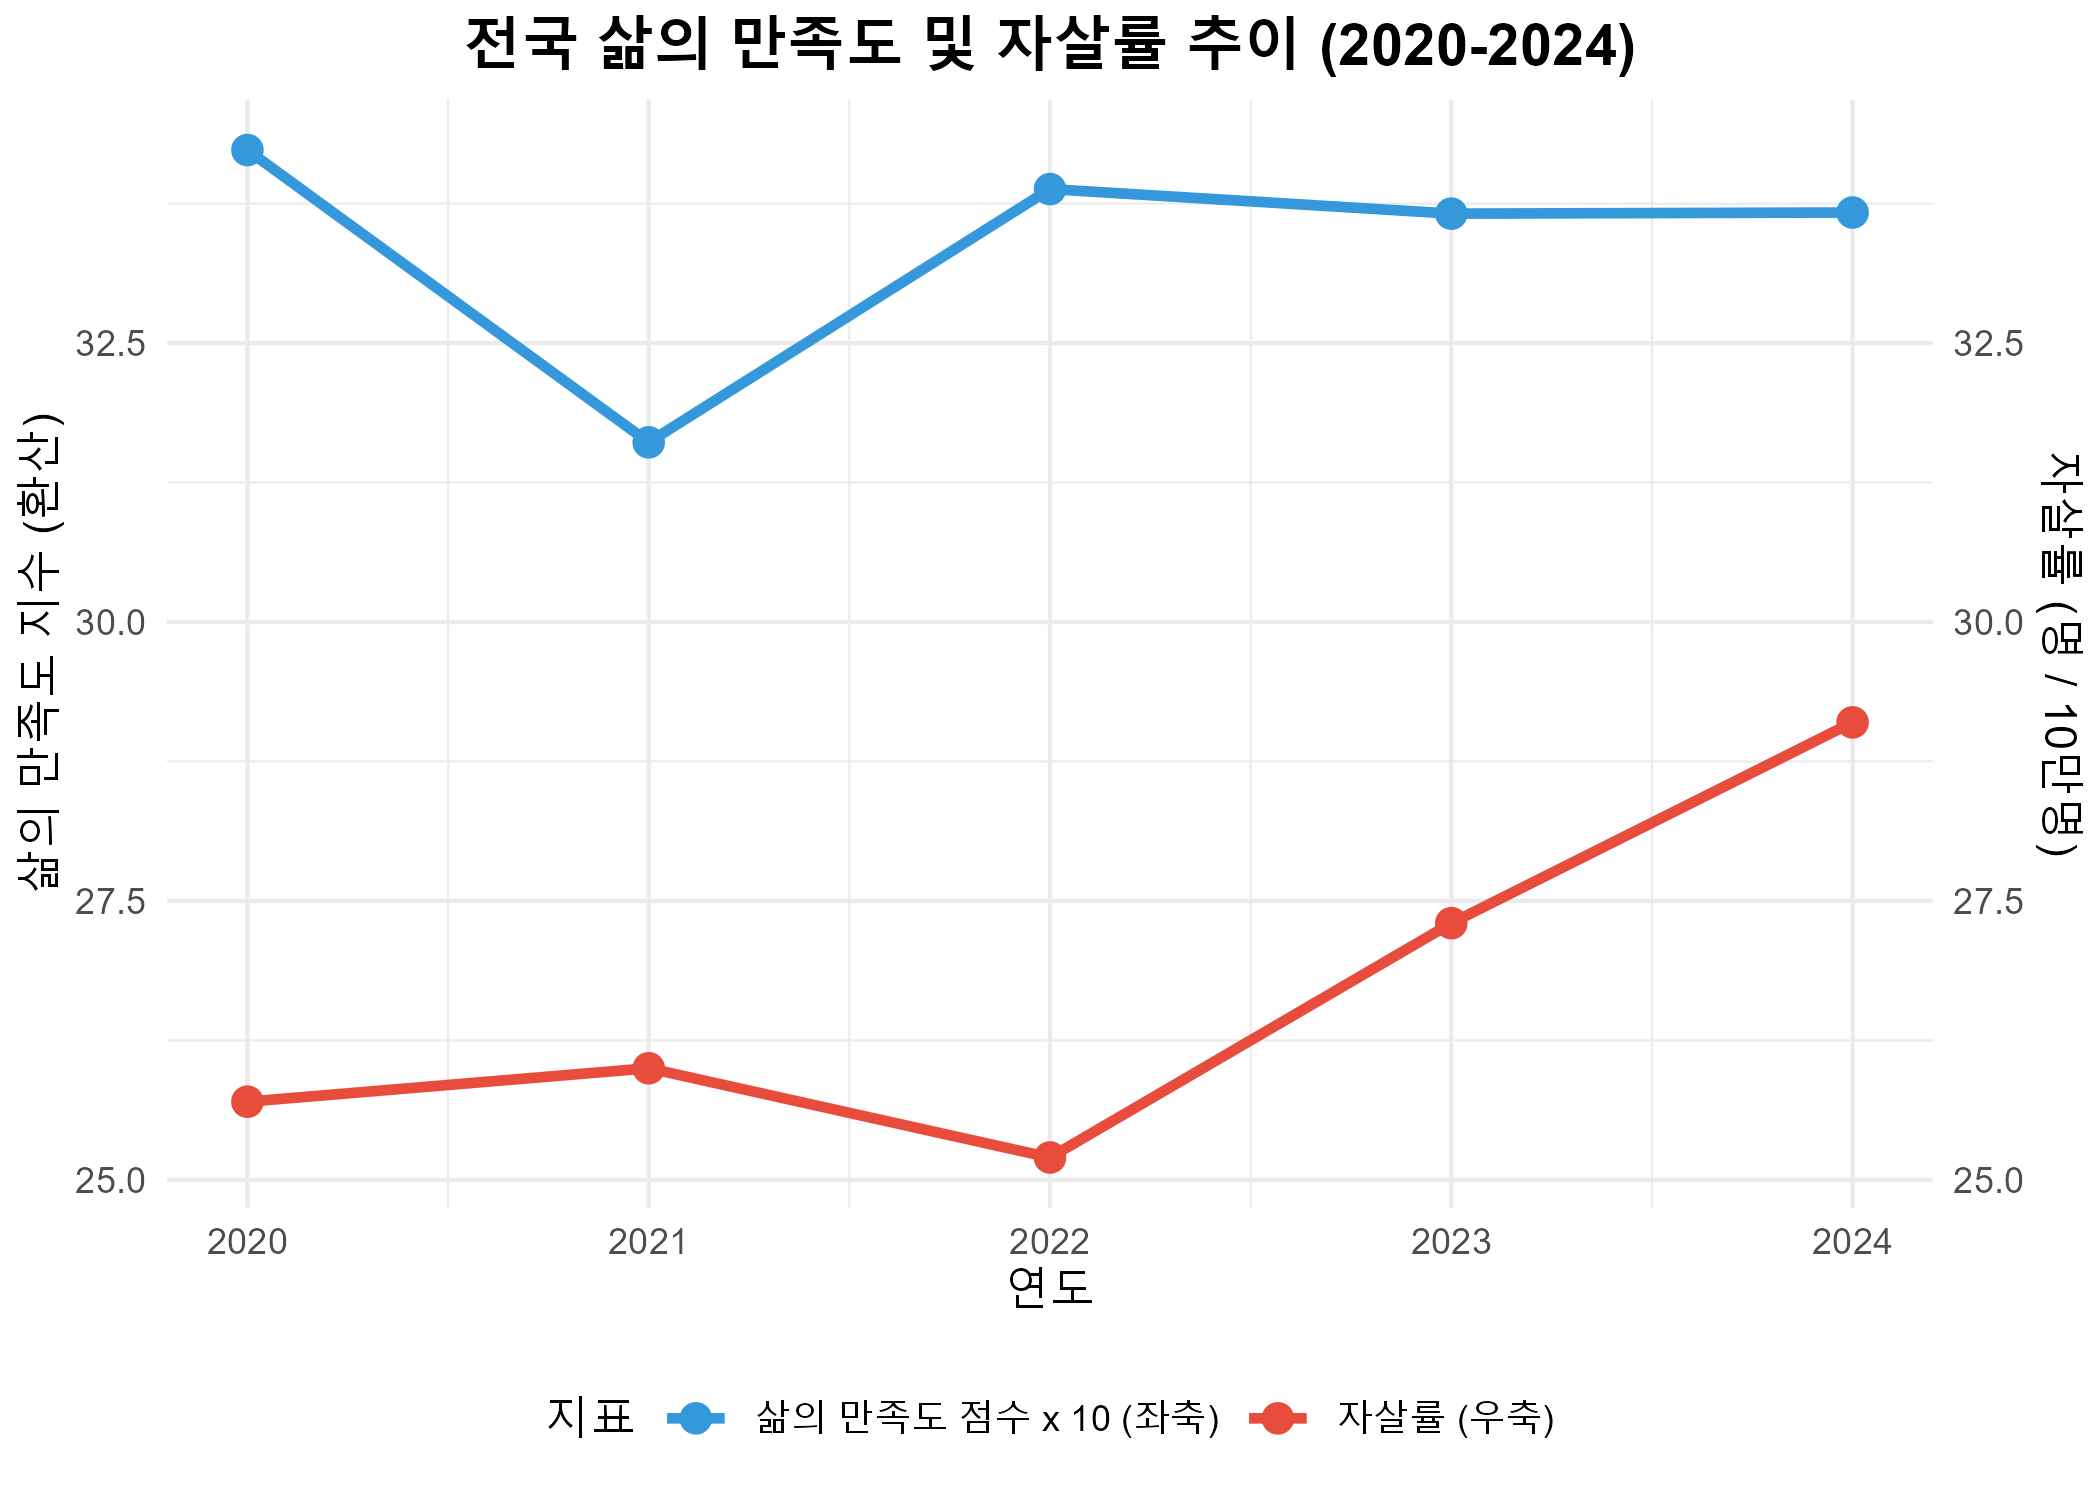 전국 삶의 만족도 및 자살률 추이 (2020-2024)
삶의 만족도 지수 (환산)
32.5
30.0
27.5
25.0
32.5
30.0
27.5
25.0
자살률 (명 / 10만명)
2020 2021 2022 2023 2024
연도
지표 삶의 만족도 점수 x 10 (좌축) 자살률 (우축)